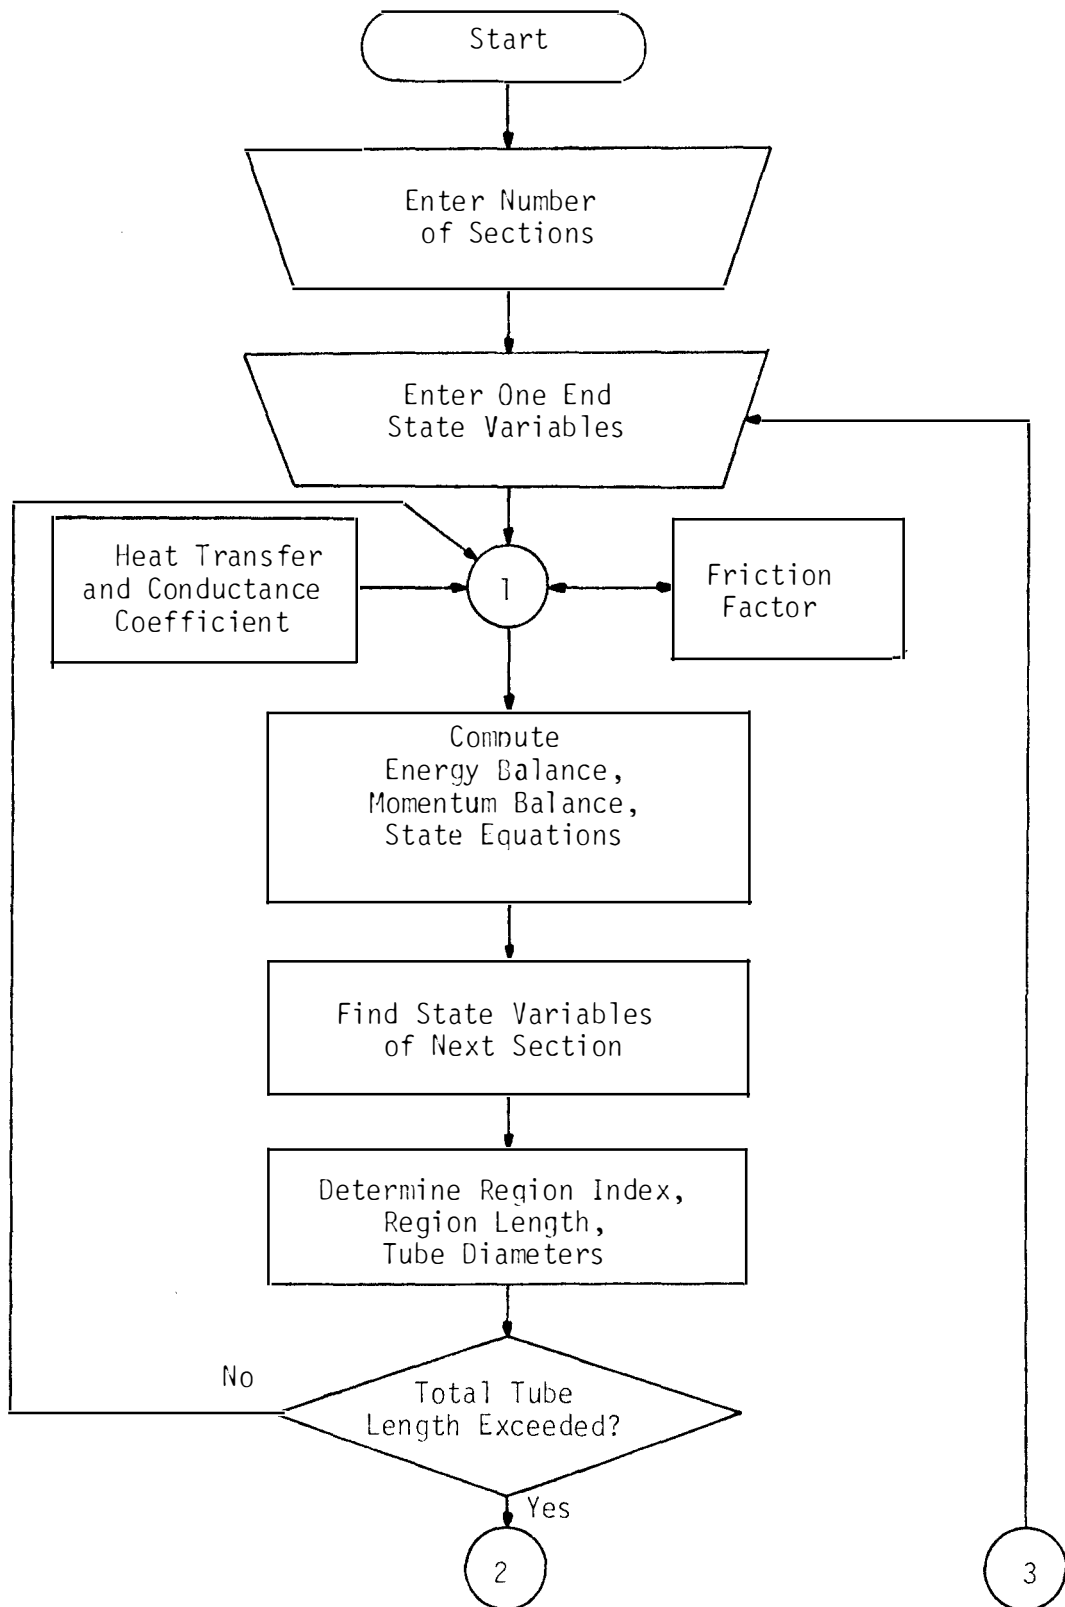 Start
Enter Number
of Sections
Enter One End
State Variables
Heat Transfer
and Conductance
Coefficient
1
Friction
Factor
Compute
Energy Balance,
Momentum Balance,
State Equations
Find State Variables
of Next Section
Determine Region Index,
Region Length,
Tube Diameters
No
Total Tube
Length Exceeded?
Yes
2
3